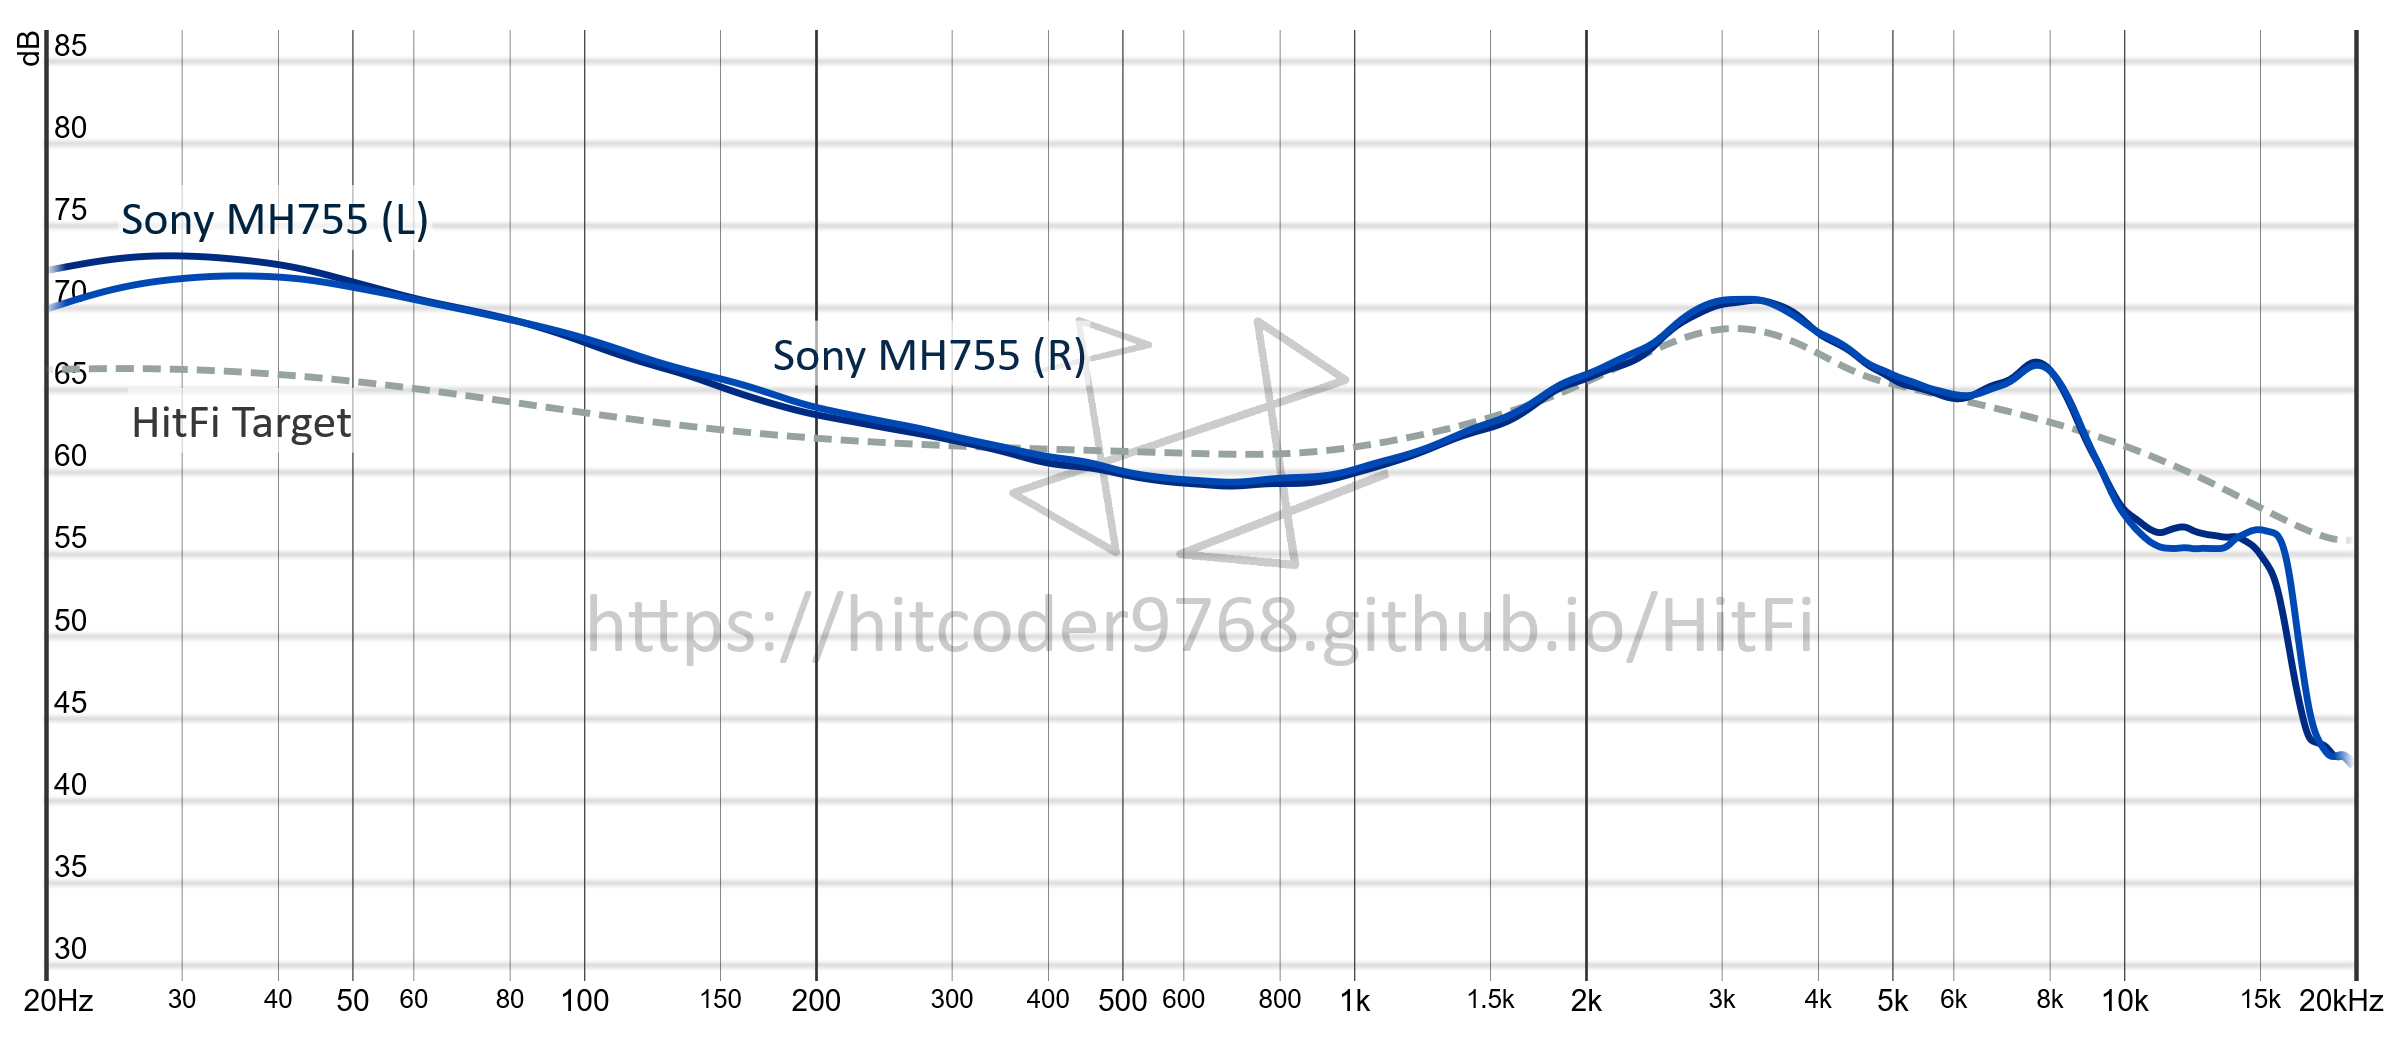 dB
85
80
75
Sony MH755 (L)
70
Sony MH755 (R)
65
HitFi Target
60
55
https://hitcoder9768.github.io/HitFi
50
45
40
35
30
20Hz 30 40 50 60 80 100 150 200 300 400 500 600 800 1k 1.5k 2k 3k 4k 5k 6k 8k 10k 15k 20kHz